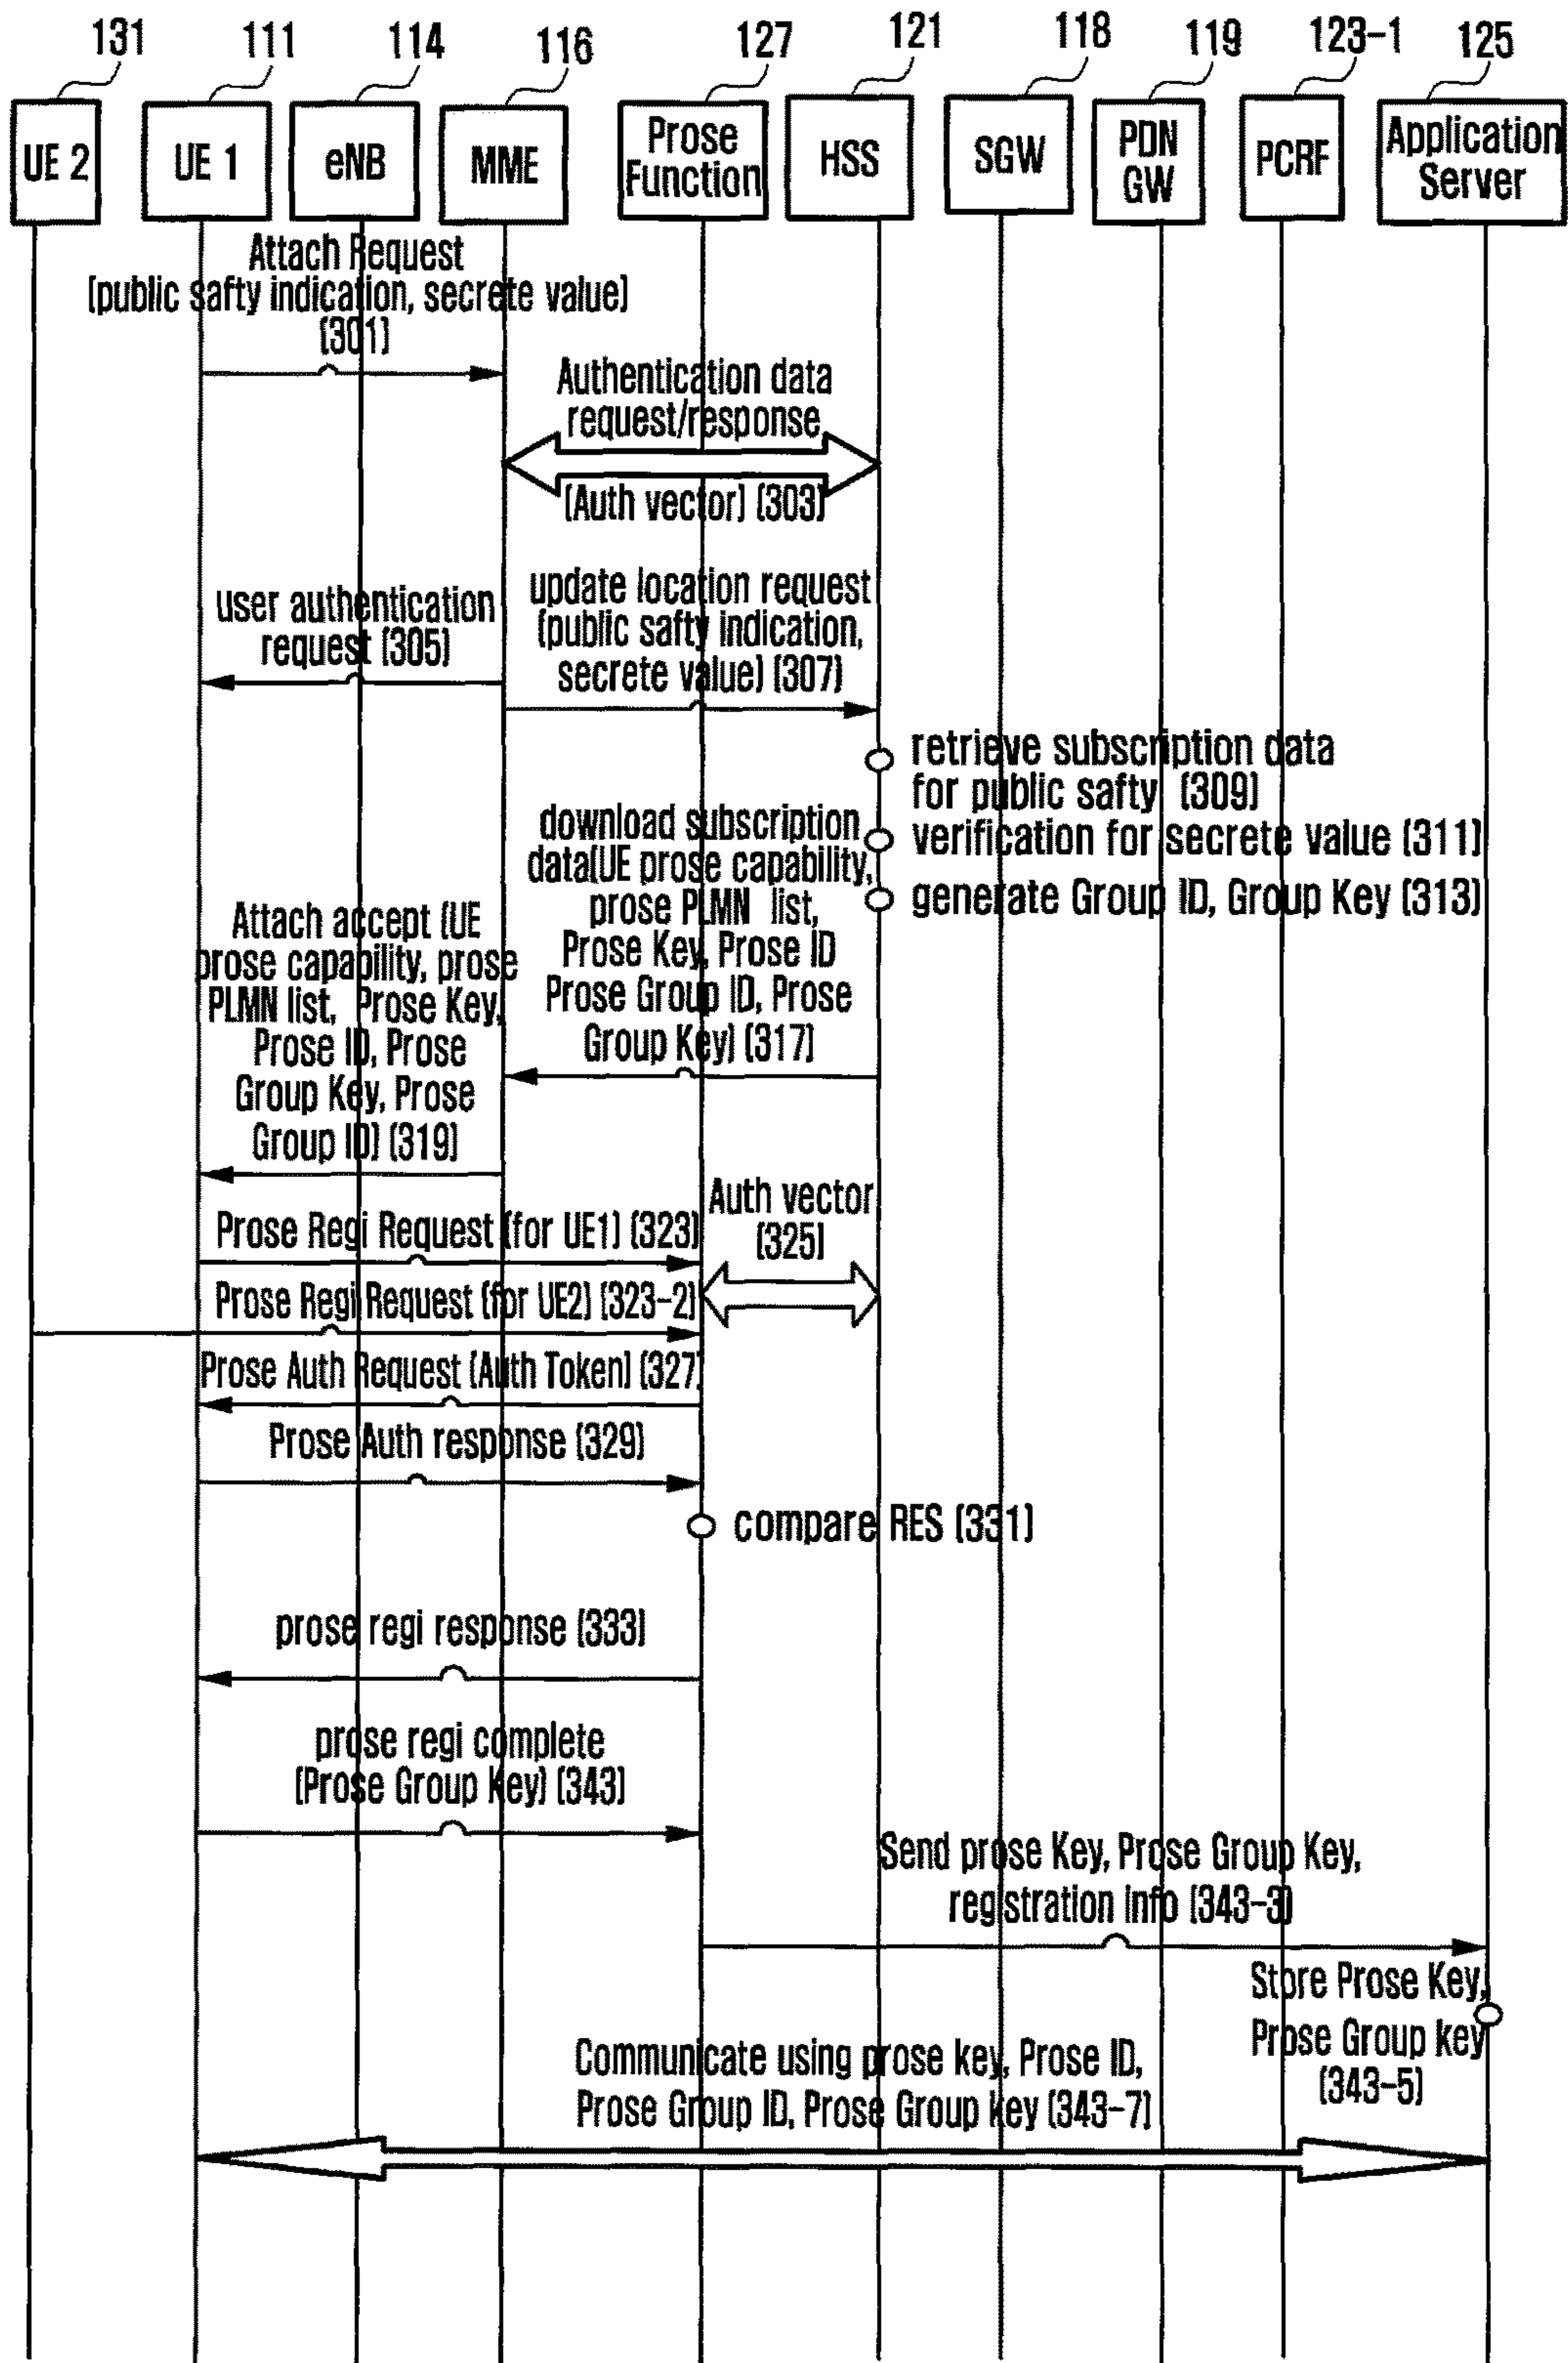 131 111 114 116 127 121 118 119 123-1 125
UE 2
UE 1
eNB
MME
Prose
Function
HSS
SGW
PDN
GW
PCRF
Application
Server
Attach Request
(public safty indication, secrete value)
(301)
Authentication data
request/response
(Auth vector) (303)
user authentication
request (305)
update location request
(public safty indication,
secrete value) (307)
retrieve subscription data
for public safty (309)
verification for secrete value (311)
generate Group ID, Group Key (313)
download subscription
data(UE prose capability,
prose PLMN list,
Prose Key, Prose ID
Prose Group ID, Prose
Group Key) (317)
Attach accept (UE
prose capability, prose
PLMN list, Prose Key,
Prose ID, Prose
Group Key, Prose
Group ID) (319)
Prose Regi Request (for UE1) (323)
Auth vector
(325)
Prose Regi Request (for UE2) (323-2)
Prose Auth Request (Auth Token) (327)
Prose Auth response (329)
compare RES (331)
prose regi response (333)
prose regi complete
(Prose Group Key) (343)
Send prose Key, Prose Group Key,
registration info (343-3)
Store Prose Key,
Prose Group key
(343-5)
Communicate using prose key, Prose ID,
Prose Group ID, Prose Group key (343-7)